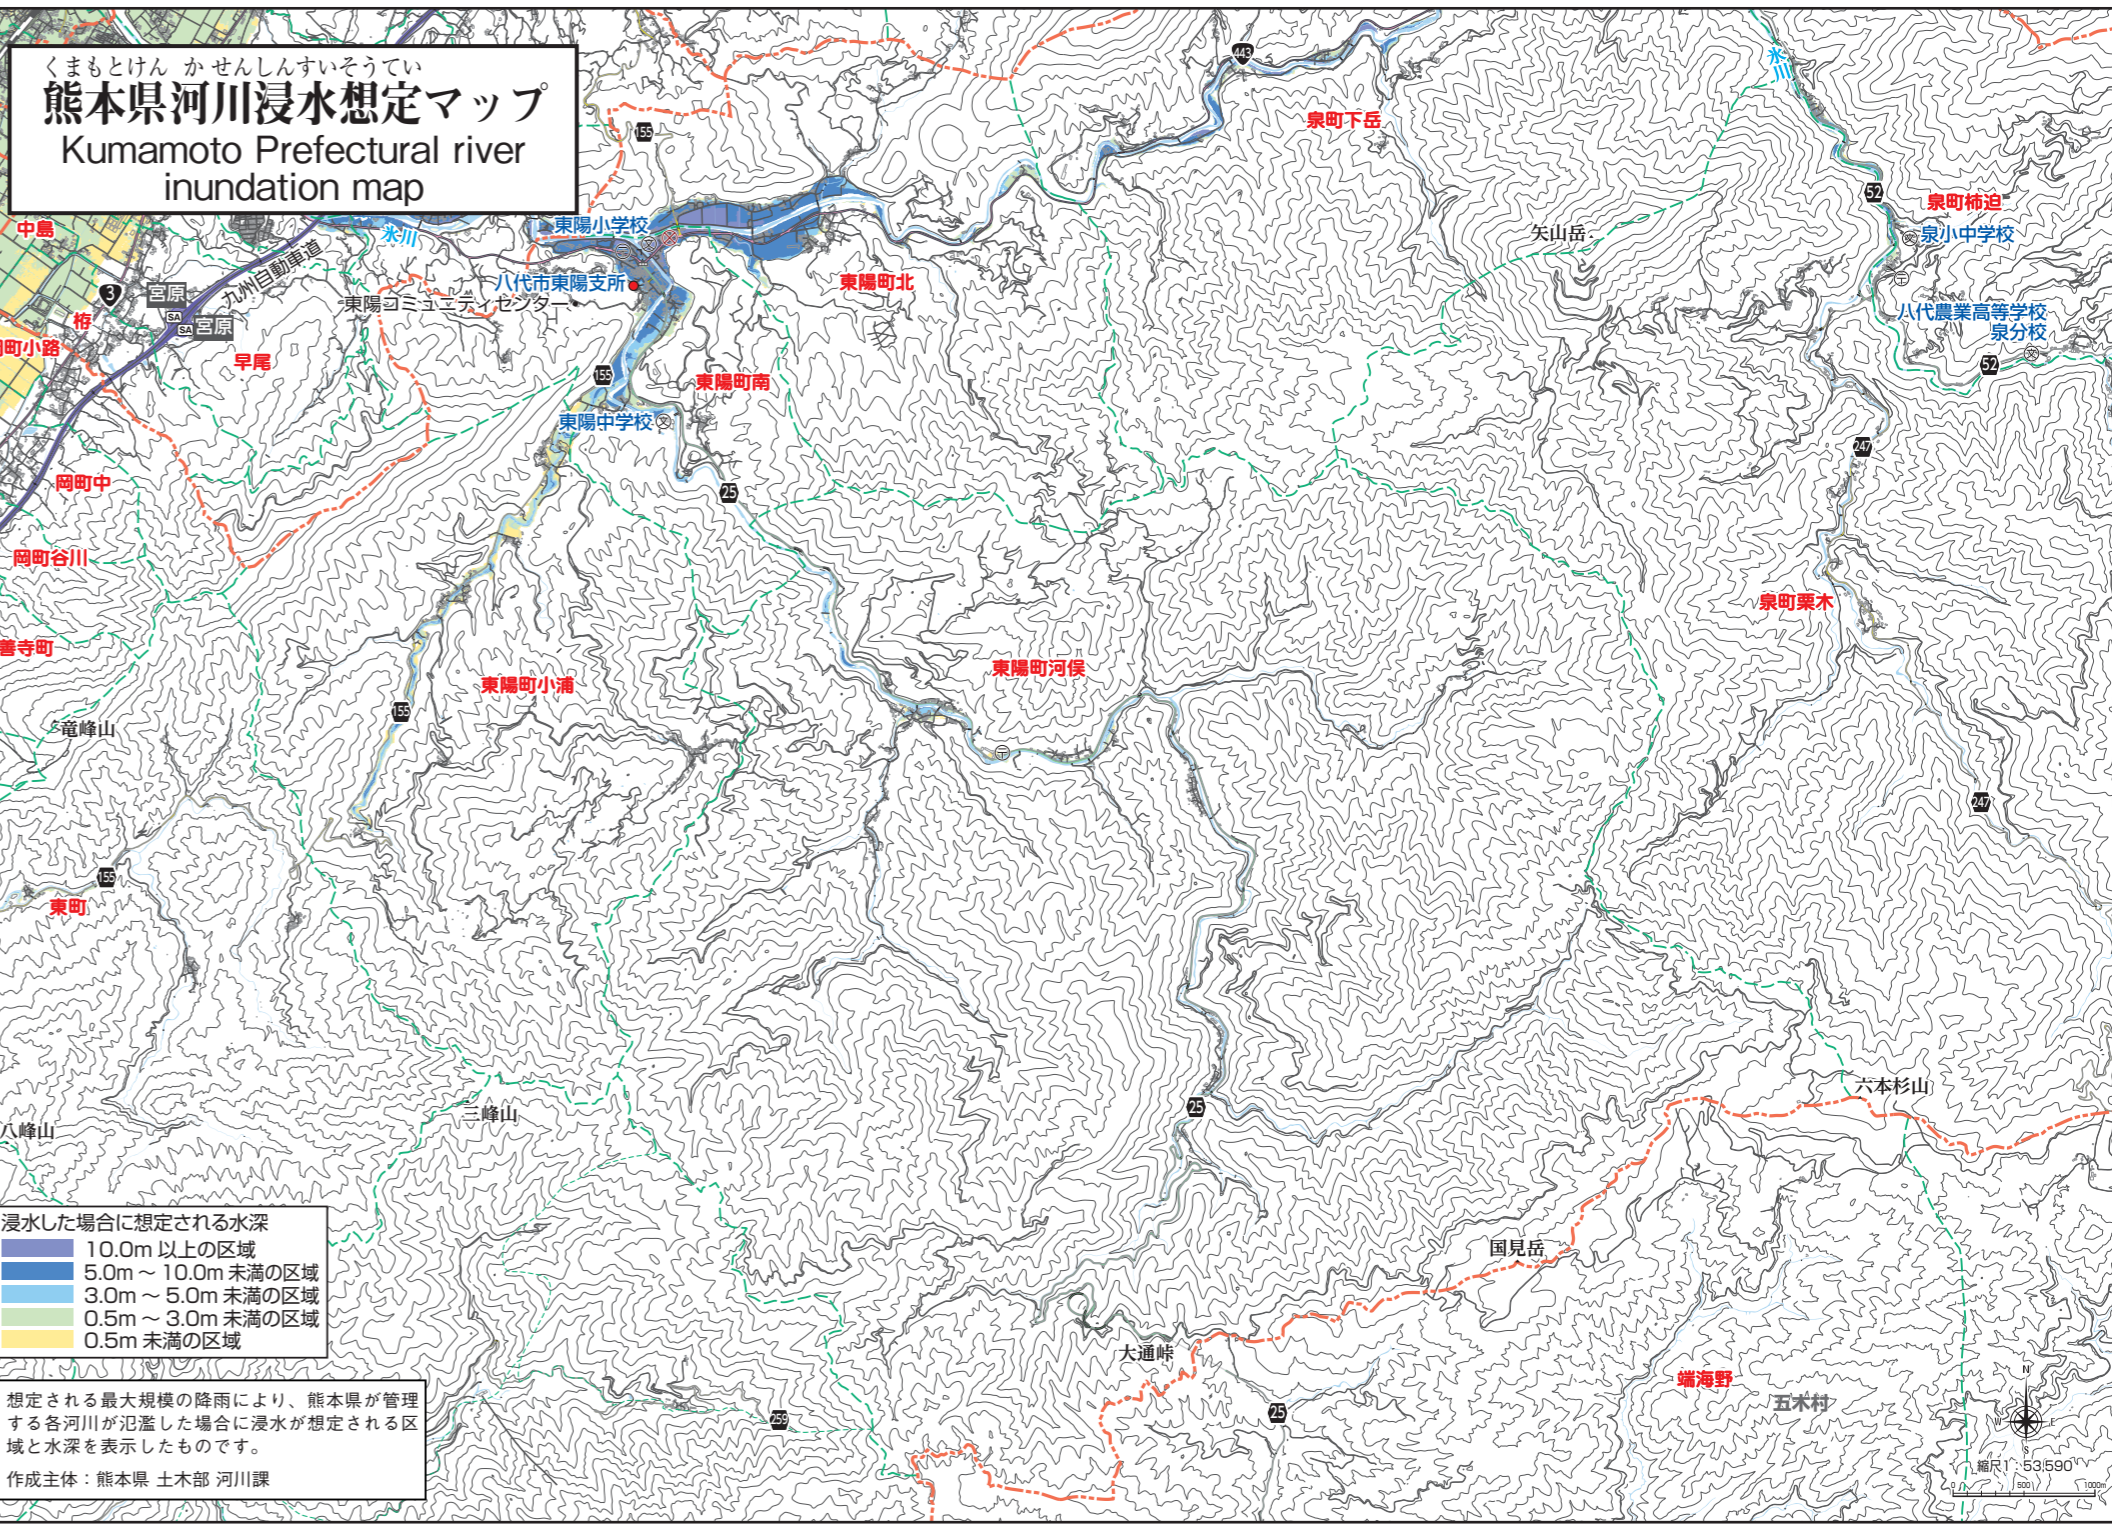 くまもとけん か せんしんすいそうてい
熊本県河川浸水想定マップ
Kumamoto Prefectural river
inundation map
443
氷川
155
泉町下岳
52
泉町柿迫
中島
氷川
東陽小学校
矢山岳
泉小中学校
九州自動車道
八代市東陽支所
東陽町北
3
宮原
東陽コミュニティセンター
SA
SA
宮原
栫
八代農業高等学校
泉分校
町小路
早尾
52
155
東陽町南
東陽中学校
247
岡町中
25
岡町谷川
泉町栗木
善寺町
東陽町河俣
東陽町小浦
155
竜峰山
247
155
東町
六本杉山
三峰山
25
八峰山
浸水した場合に想定される水深
10.0m 以上の区域
5.0m ～ 10.0m 未満の区域
3.0m ～ 5.0m 未満の区域
0.5m ～ 3.0m 未満の区域
0.5m 未満の区域
国見岳
大通峠
端海野
五木村
25
259
想定される最大規模の降雨により、熊本県が管理
する各河川が氾濫した場合に浸水が想定される区
域と水深を表示したものです。
作成主体：熊本県 土木部 河川課
N
W
E
S
縮尺1：53,590
0 500 1000m